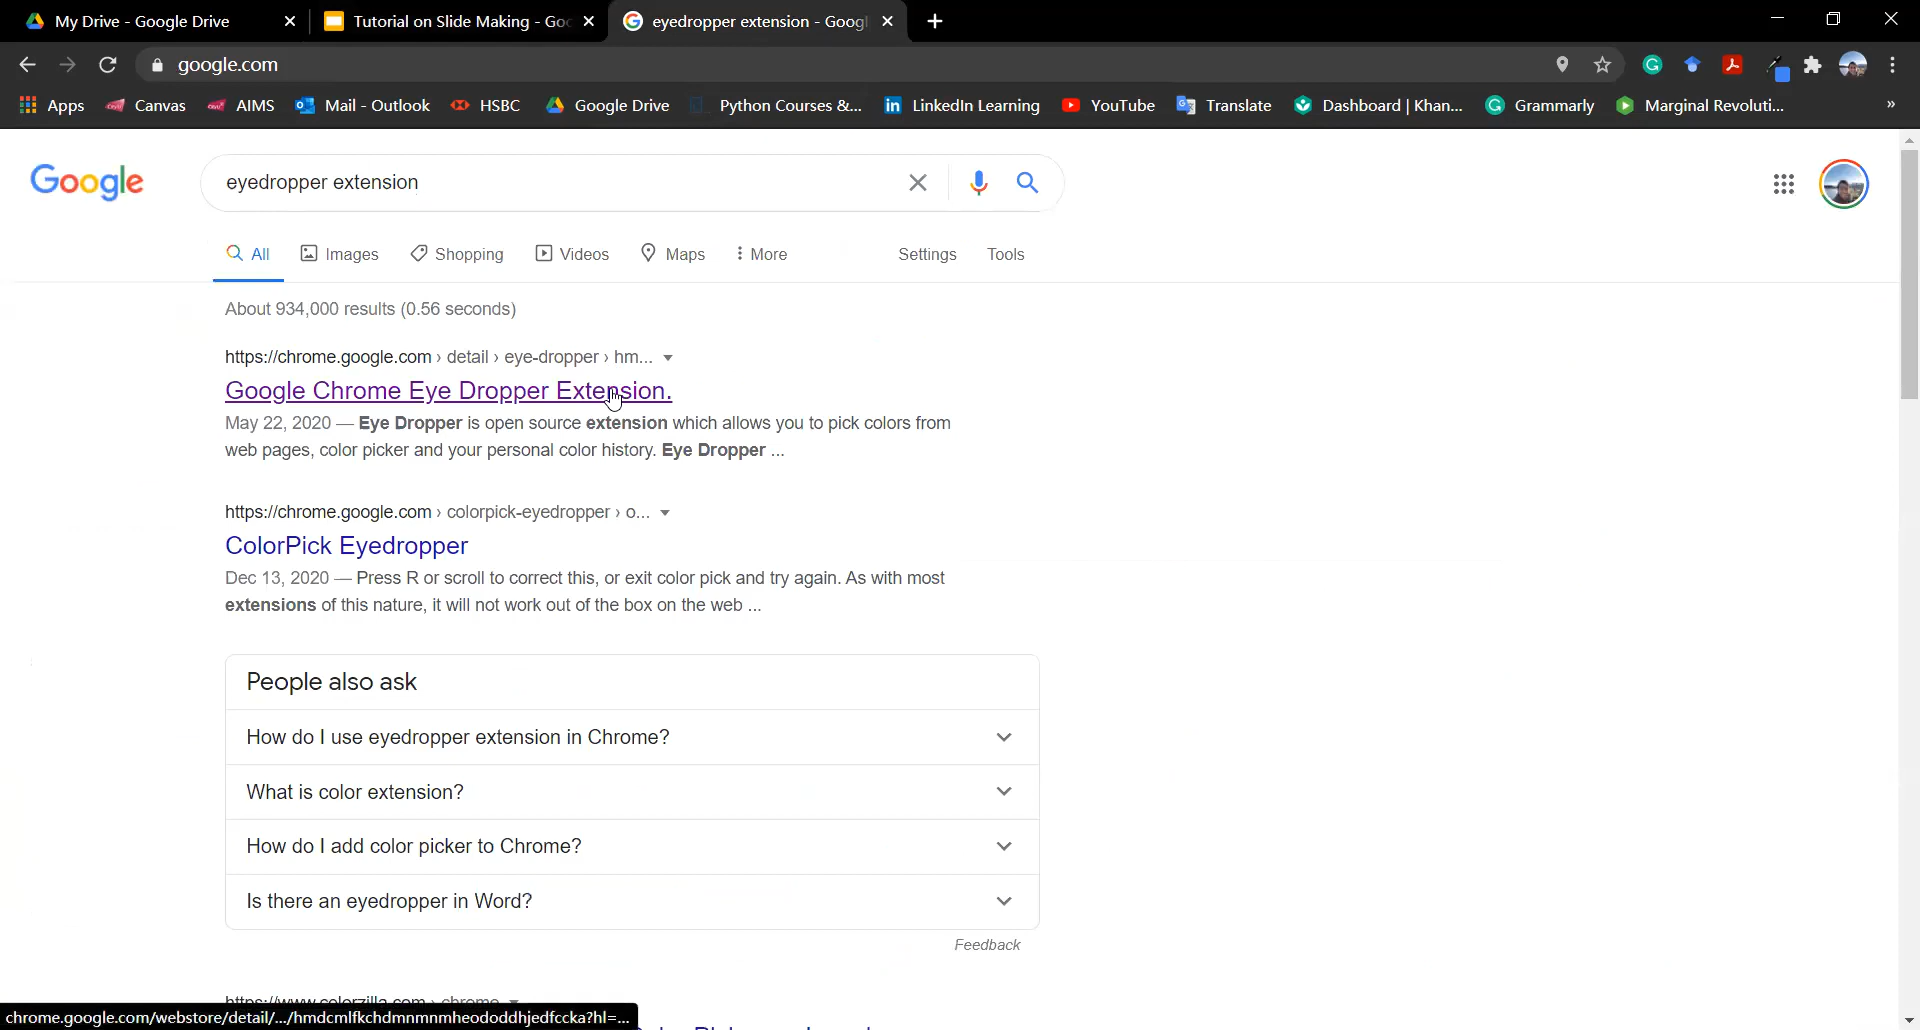 My Drive - Google Drive
Tutorial on Slide Making - Goo
eyedropper extension - Googl
google.com
Apps
Canvas
AIMS
Mail - Outlook
HSBC
Google Drive
Python Courses &...
LinkedIn Learning
YouTube
Translate
Dashboard | Khan...
Grammarly
Marginal Revoluti...
»
Google
eyedropper extension
All
Images
Shopping
Videos
Maps
More
Settings
Tools
About 934,000 results (0.56 seconds)
https://chrome.google.com › detail › eye-dropper › hm...
Google Chrome Eye Dropper Extension.
May 22, 2020 — Eye Dropper is open source extension which allows you to pick colors from
web pages, color picker and your personal color history. Eye Dropper ...
https://chrome.google.com › colorpick-eyedropper › o...
ColorPick Eyedropper
Dec 13, 2020 — Press R or scroll to correct this, or exit color pick and try again. As with most
extensions of this nature, it will not work out of the box on the web ...
People also ask
How do I use eyedropper extension in Chrome?
What is color extension?
How do I add color picker to Chrome?
Is there an eyedropper in Word?
Feedback
https://www.colorzilla.com › chrome
chrome.google.com/webstore/detail/.../hmdcmlfkchdmnmnmheododdhjedfccka?hl=...